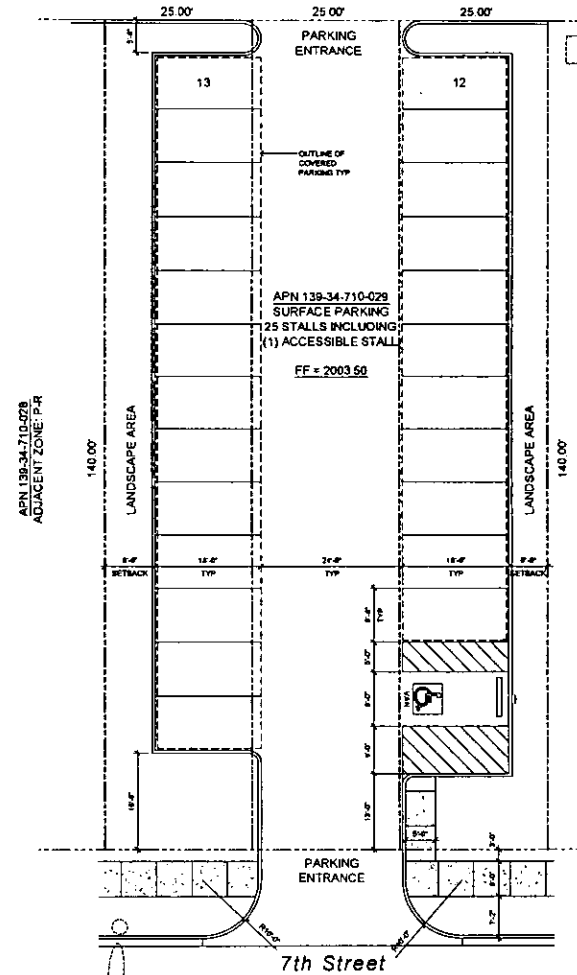 25.00' 25.00' 25.00'
PARKING
ENTRANCE
13
12
OUTLINE OF
COVERED
PARKING TYP
APN 139-34-710-029
SURFACE PARKING
25 STALLS INCLUDING
(1) ACCESSIBLE STALL
FF = 2003.50
APN 139-34-710-028
ADJACENT ZONE: P-R
140.00'
LANDSCAPE AREA
LANDSCAPE AREA
140.00'
SETBACK TYP TYP TYP SETBACK
TYP
VAN
PARKING
ENTRANCE
7th Street